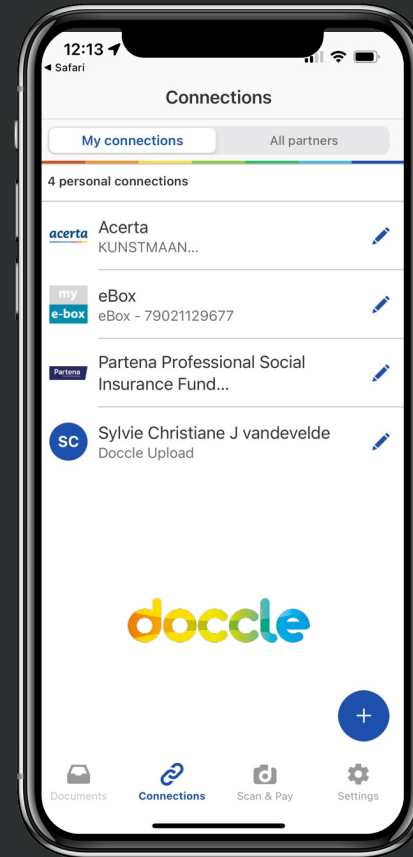 12:13
◀ Safari
Connections
My connections
All partners
4 personal connections
acerta
Acerta
KUNSTMAAN...
my
e-box
eBox
eBox - 79021129677
Partena
Partena Professional Social
Insurance Fund...
SC
Sylvie Christiane J vandevelde
Doccle Upload
doccle
+
Documents
Connections
Scan & Pay
Settings